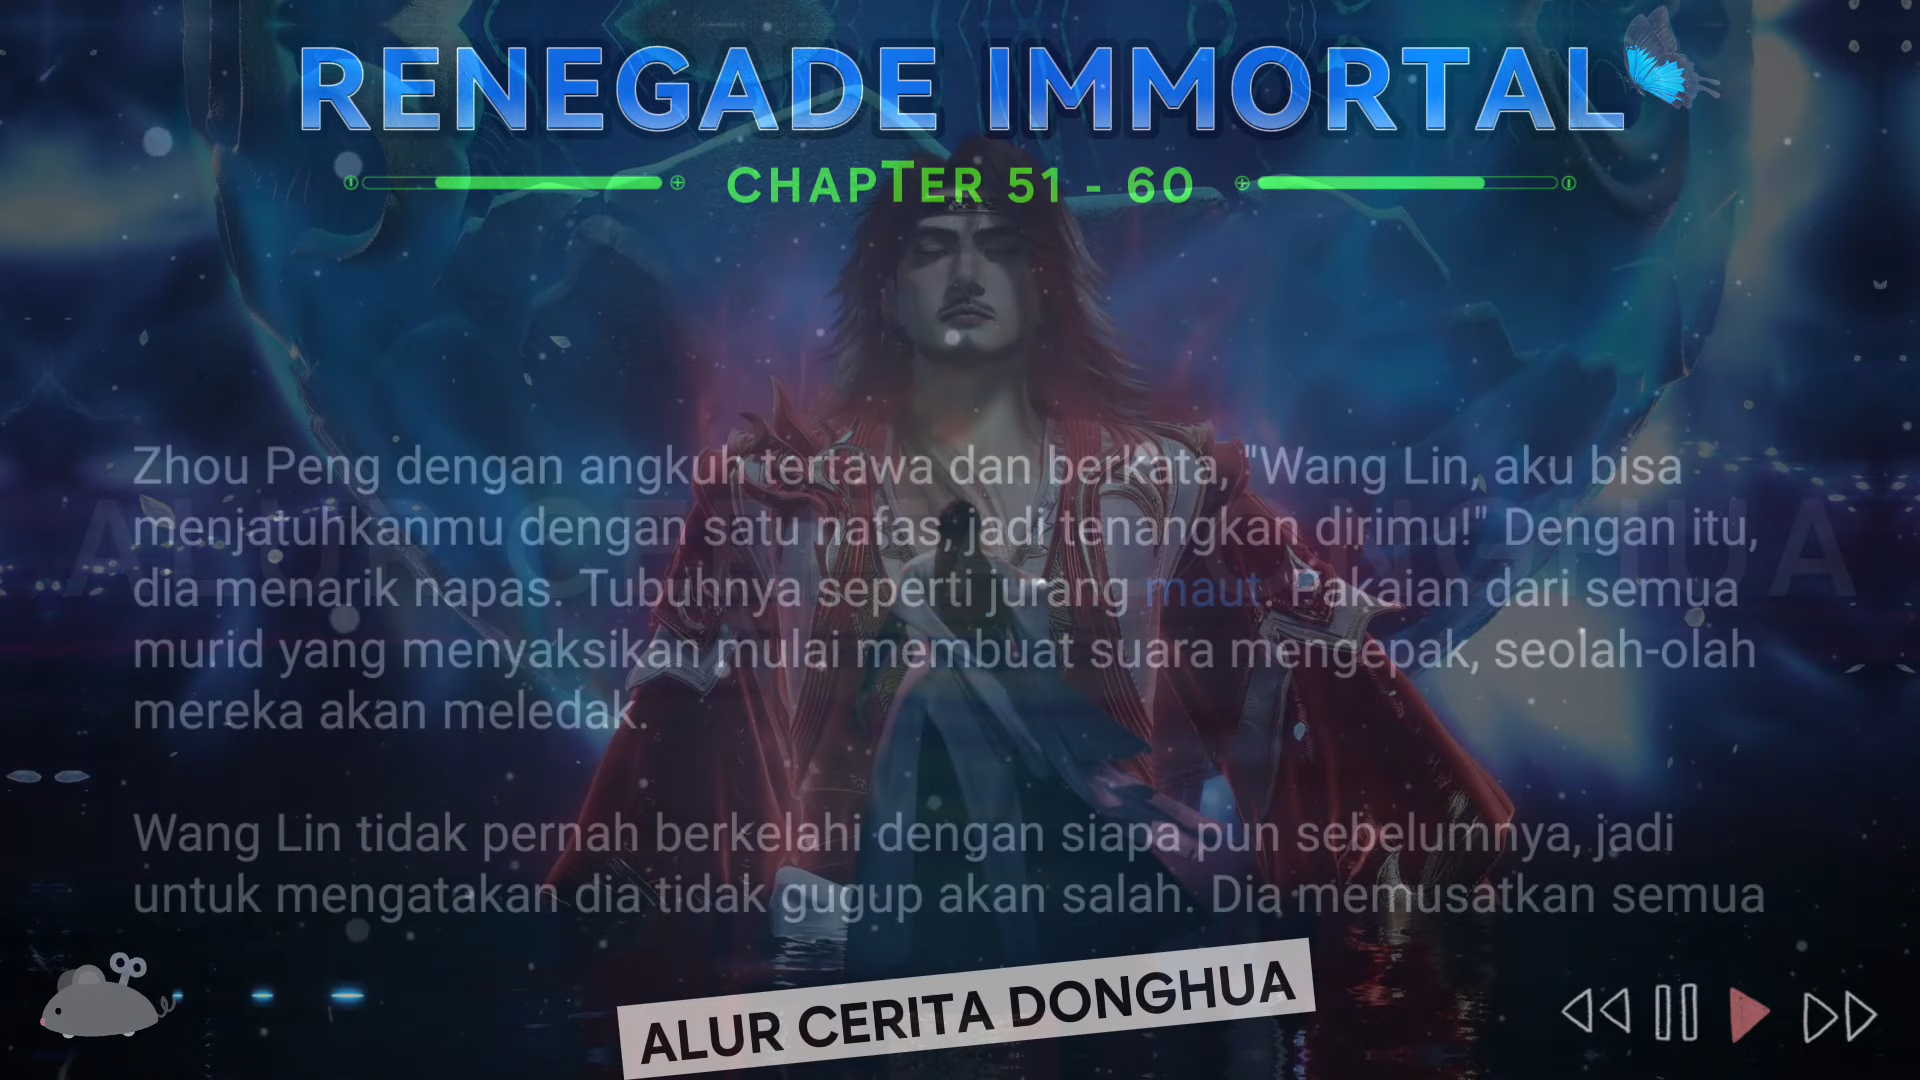 RENEGADE IMMORTAL
CHAPTER 51 - 60
Zhou Peng dengan angkuh tertawa dan berkata, "Wang Lin, aku bisa
menjatuhkanmu dengan satu nafas, jadi tenangkan dirimu!" Dengan itu,
dia menarik napas. Tubuhnya seperti jurang maut. Pakaian dari semua
murid yang menyaksikan mulai membuat suara mengepak, seolah-olah
mereka akan meledak.
Wang Lin tidak pernah berkelahi dengan siapa pun sebelumnya, jadi
untuk mengatakan dia tidak gugup akan salah. Dia memusatkan semua
ALUR CERITA DONGHUA
ALUR CERITA DONGHUA